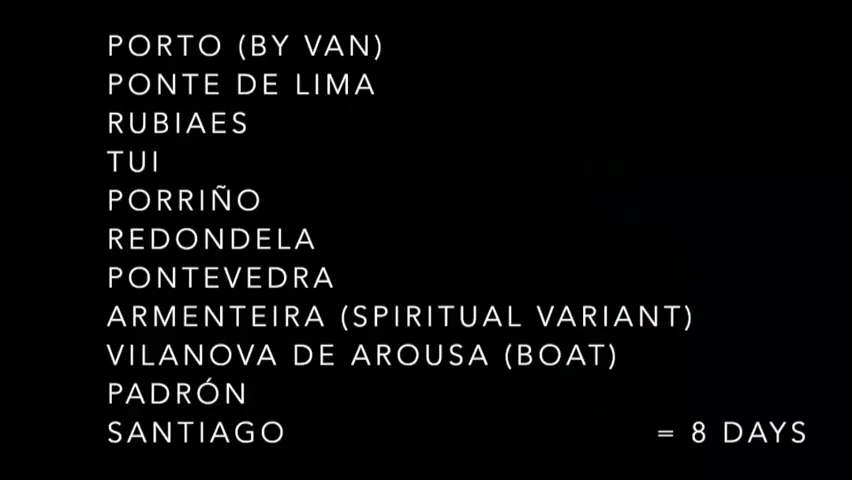 PORTO (BY VAN)
PONTE DE LIMA
RUBIAES
TUI
PORRIÑO
REDONDELA
PONTEVEDRA
ARMENTEIRA (SPIRITUAL VARIANT)
VILANOVA DE AROUSA (BOAT)
PADRÓN
SANTIAGO = 8 DAYS